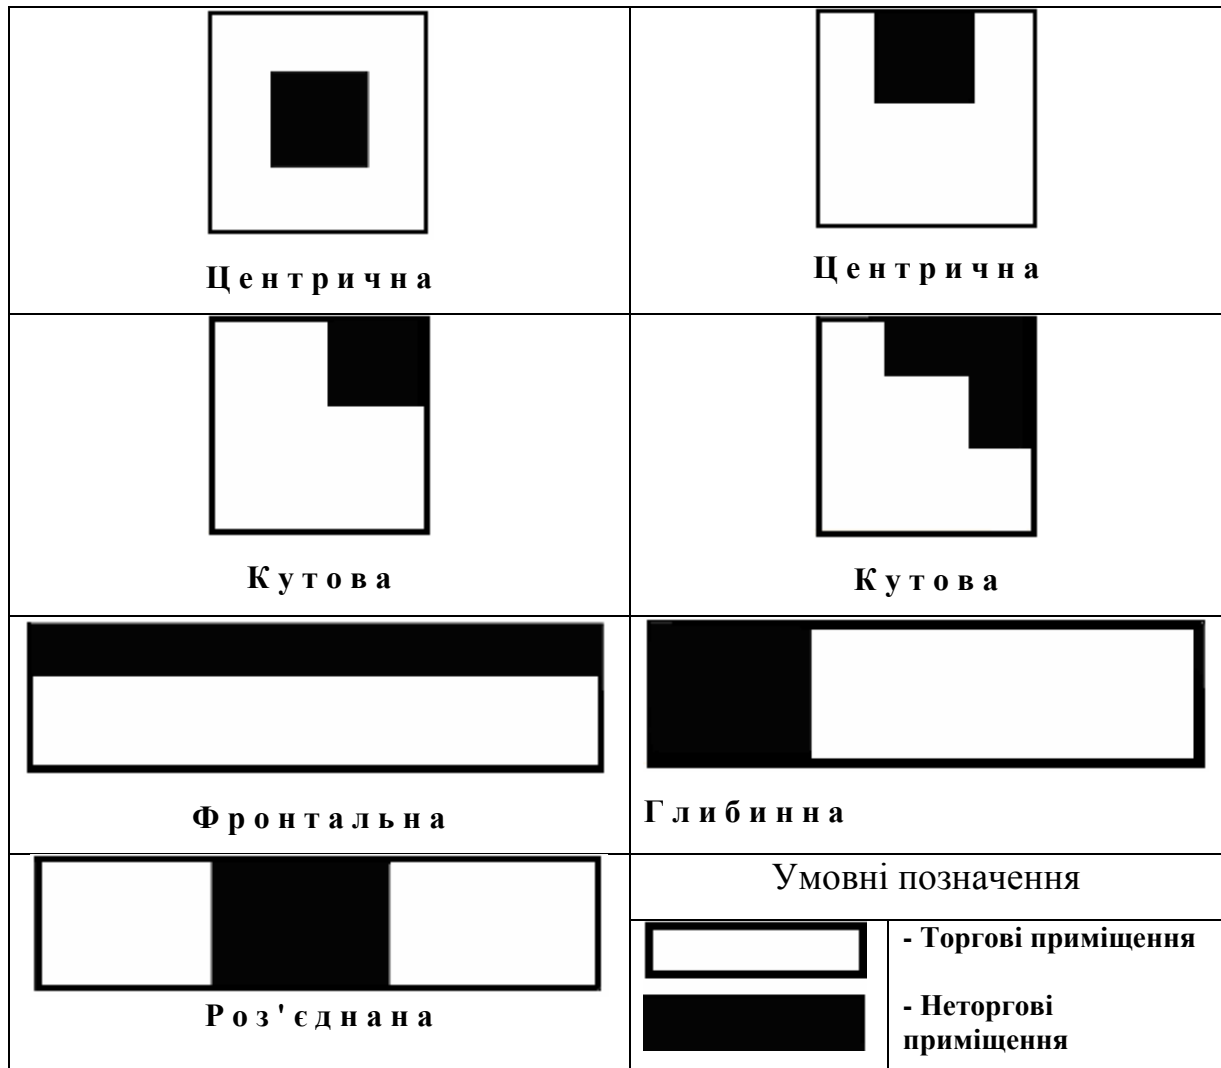 Центрична
Центрична
Кутова
Кутова
Фронтальна
Глибинна
Роз'єднана
Умовні позначення
- Торгові приміщення
- Неторгові
приміщення